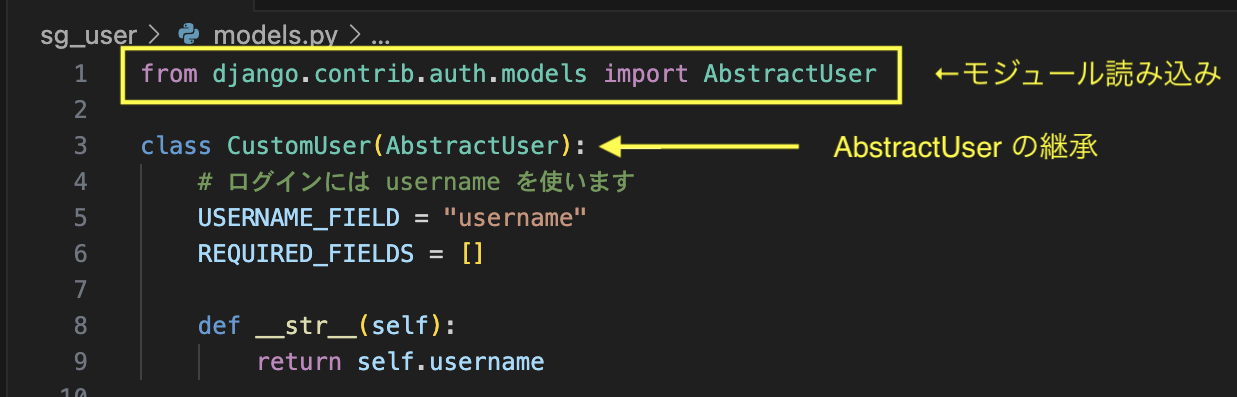 sg_user > models.py > ...
1 from django.contrib.auth.models import AbstractUser ←モジュール読み込み
2
3 class CustomUser(AbstractUser): AbstractUser の継承
4 # ログインには username を使います
5 USERNAME_FIELD = "username"
6 REQUIRED_FIELDS = []
7
8 def __str__(self):
9 return self.username
10